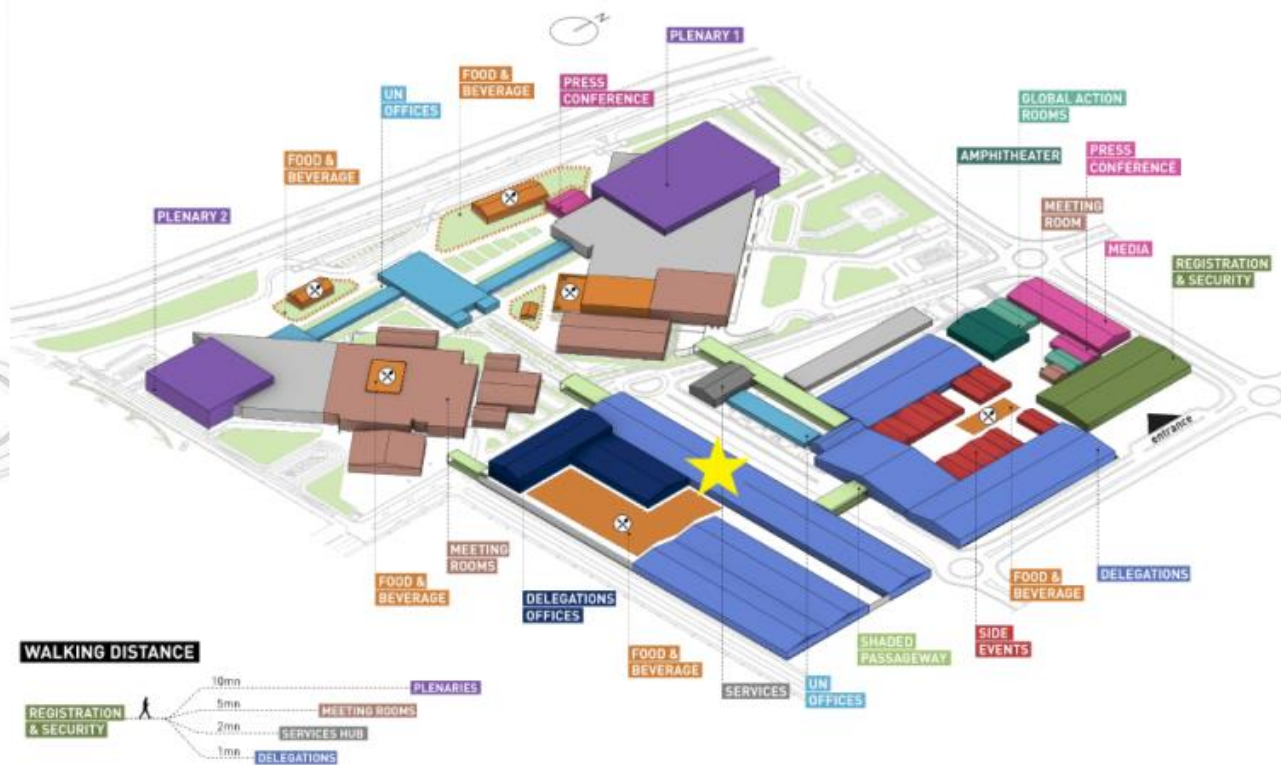 N
PLENARY 1
FOOD &
BEVERAGE
PRESS
CONFERENCE
UN
OFFICES
GLOBAL ACTION
ROOMS
FOOD &
BEVERAGE
AMPHITHEATER
PRESS
CONFERENCE
MEETING
ROOM
PLENARY 2
MEDIA
REGISTRATION
& SECURITY
entrance
MEETING
ROOMS
FOOD &
BEVERAGE
DELEGATIONS
OFFICES
FOOD &
BEVERAGE
DELEGATIONS
SHADED
PASSAGEWAY
SIDE
EVENTS
FOOD &
BEVERAGE
SERVICES
UN
OFFICES
WALKING DISTANCE
REGISTRATION
& SECURITY
10mn
PLENARIES
5mn
MEETING ROOMS
2mn
SERVICES HUB
1mn
DELEGATIONS